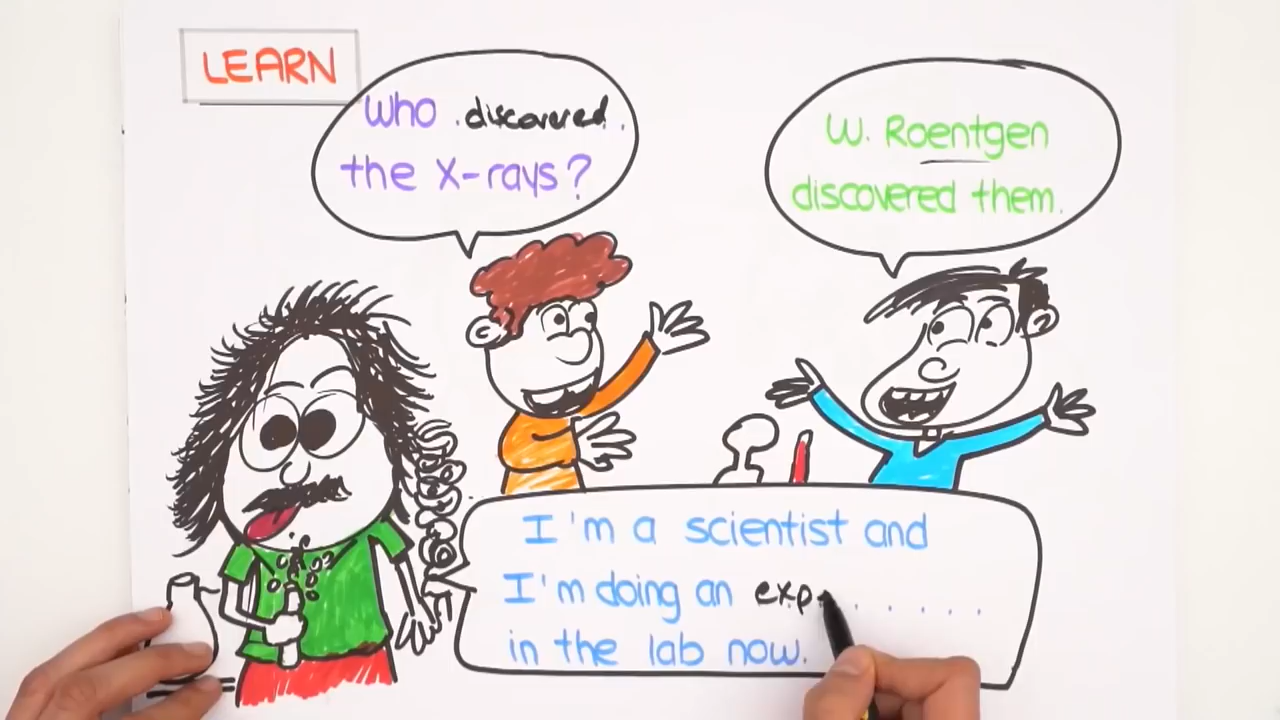 LEARN
Who .discovered.
the X-rays?
W. Roentgen
discovered them.
I'm a scientist and
I'm doing an exp. . . . . . .
in the lab now.